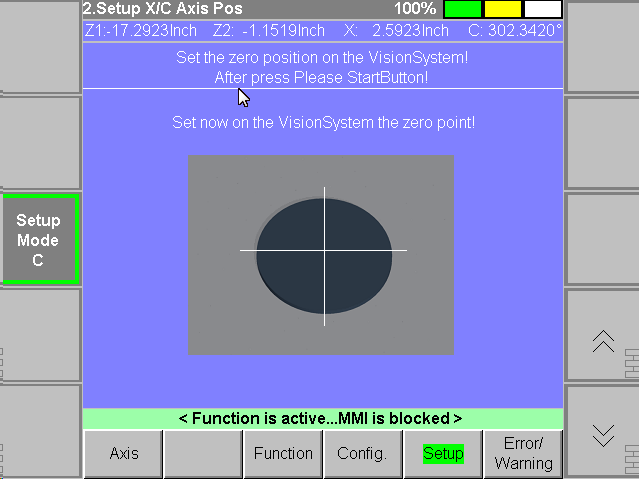 2.Setup X/C Axis Pos 100%
Z1:-17.2923Inch Z2: -1.1519Inch X: 2.5923Inch C: 302.3420°
Set the zero position on the VisionSystem!
After press Please StartButton!
Set now on the VisionSystem the zero point!
Setup
Mode
C
< Function is active...MMI is blocked >
Axis Function Config. Setup Error/
Warning